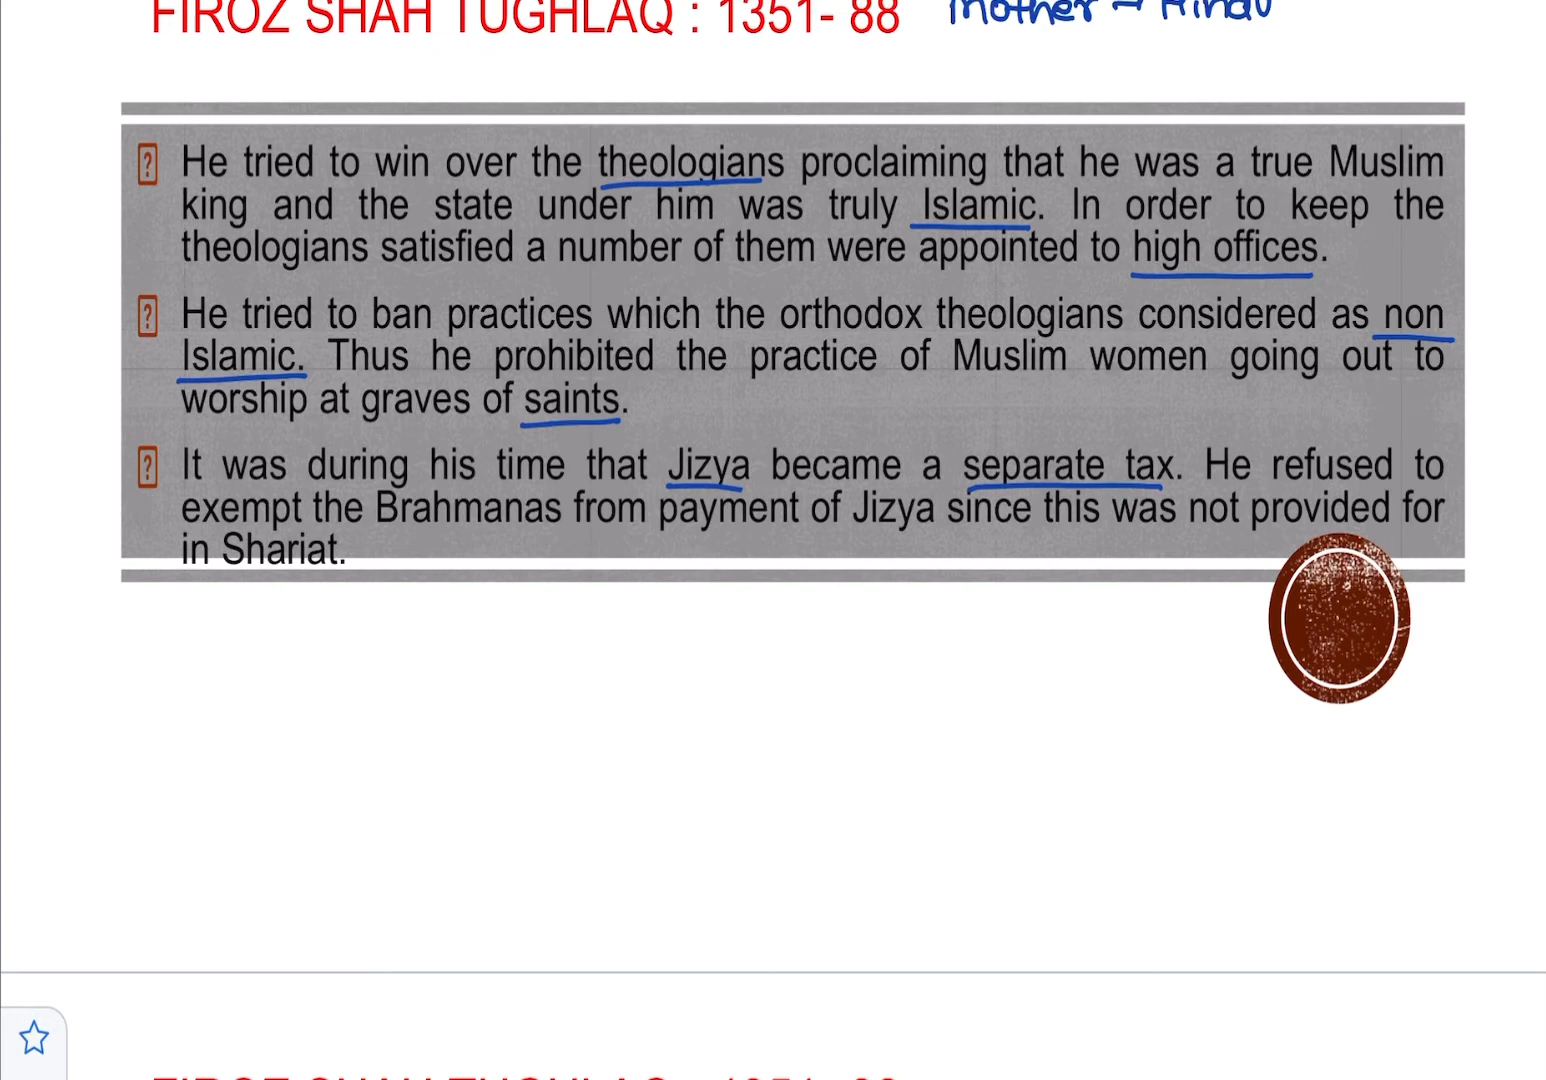 FIROZ SHAH TUGHLAQ : 1351- 88 mother - Hindu
He tried to win over the theologians proclaiming that he was a true Muslim
king and the state under him was truly Islamic. In order to keep the
theologians satisfied a number of them were appointed to high offices.
He tried to ban practices which the orthodox theologians considered as non
Islamic. Thus he prohibited the practice of Muslim women going out to
worship at graves of saints.
It was during his time that Jizya became a separate tax. He refused to
exempt the Brahmanas from payment of Jizya since this was not provided for
in Shariat.